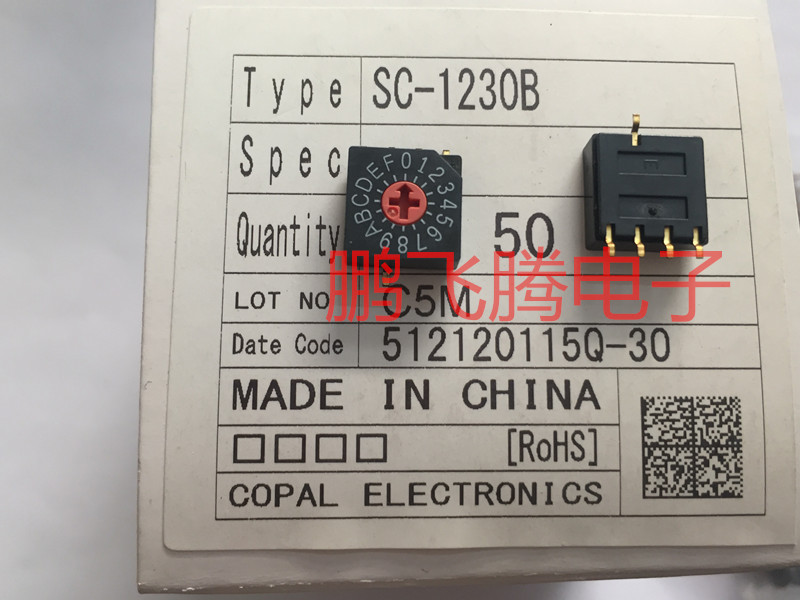 Type SC-1230B
Spec
Quantity 50
LOT NO C5M
Date Code 512120115Q-30
MADE IN CHINA
□□□□ [RoHS]
COPAL ELECTRONICS
0123456789ABCDEF
鹏飞腾电子